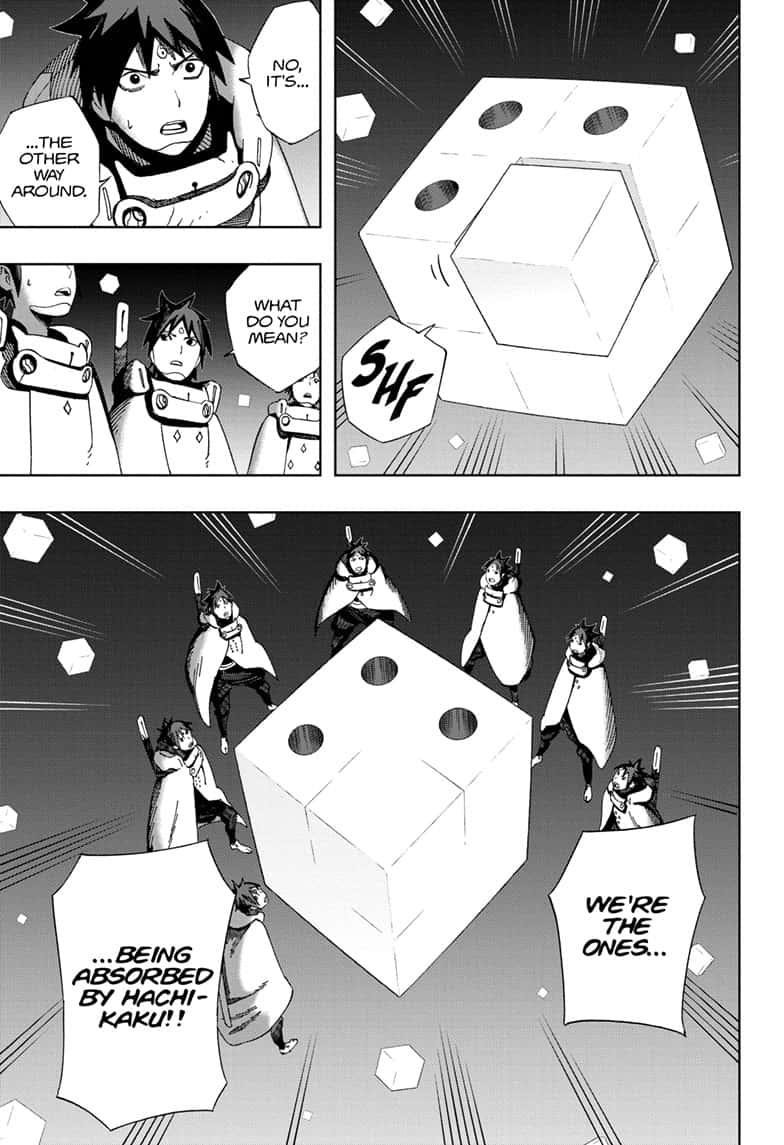 SHF
NO,
IT'S...
...THE
OTHER
WAY
AROUND.
WHAT
DO YOU
MEAN?
WE'RE
THE
ONES...
...BEING
ABSORBED
BY HACHI-
KAKU!!